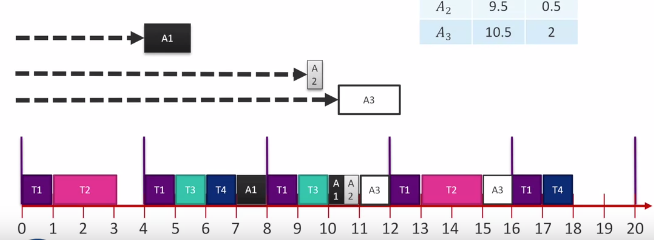 A₂ 9.5 0.5
A₃ 10.5 2
A1
A
2
A3
T1 T2 T1 T3 T4 A1 T1 T3 A1 A2 A3 T1 T2 A3 T1 T4
0 1 2 3 4 5 6 7 8 9 10 11 12 13 14 15 16 17 18 19 20